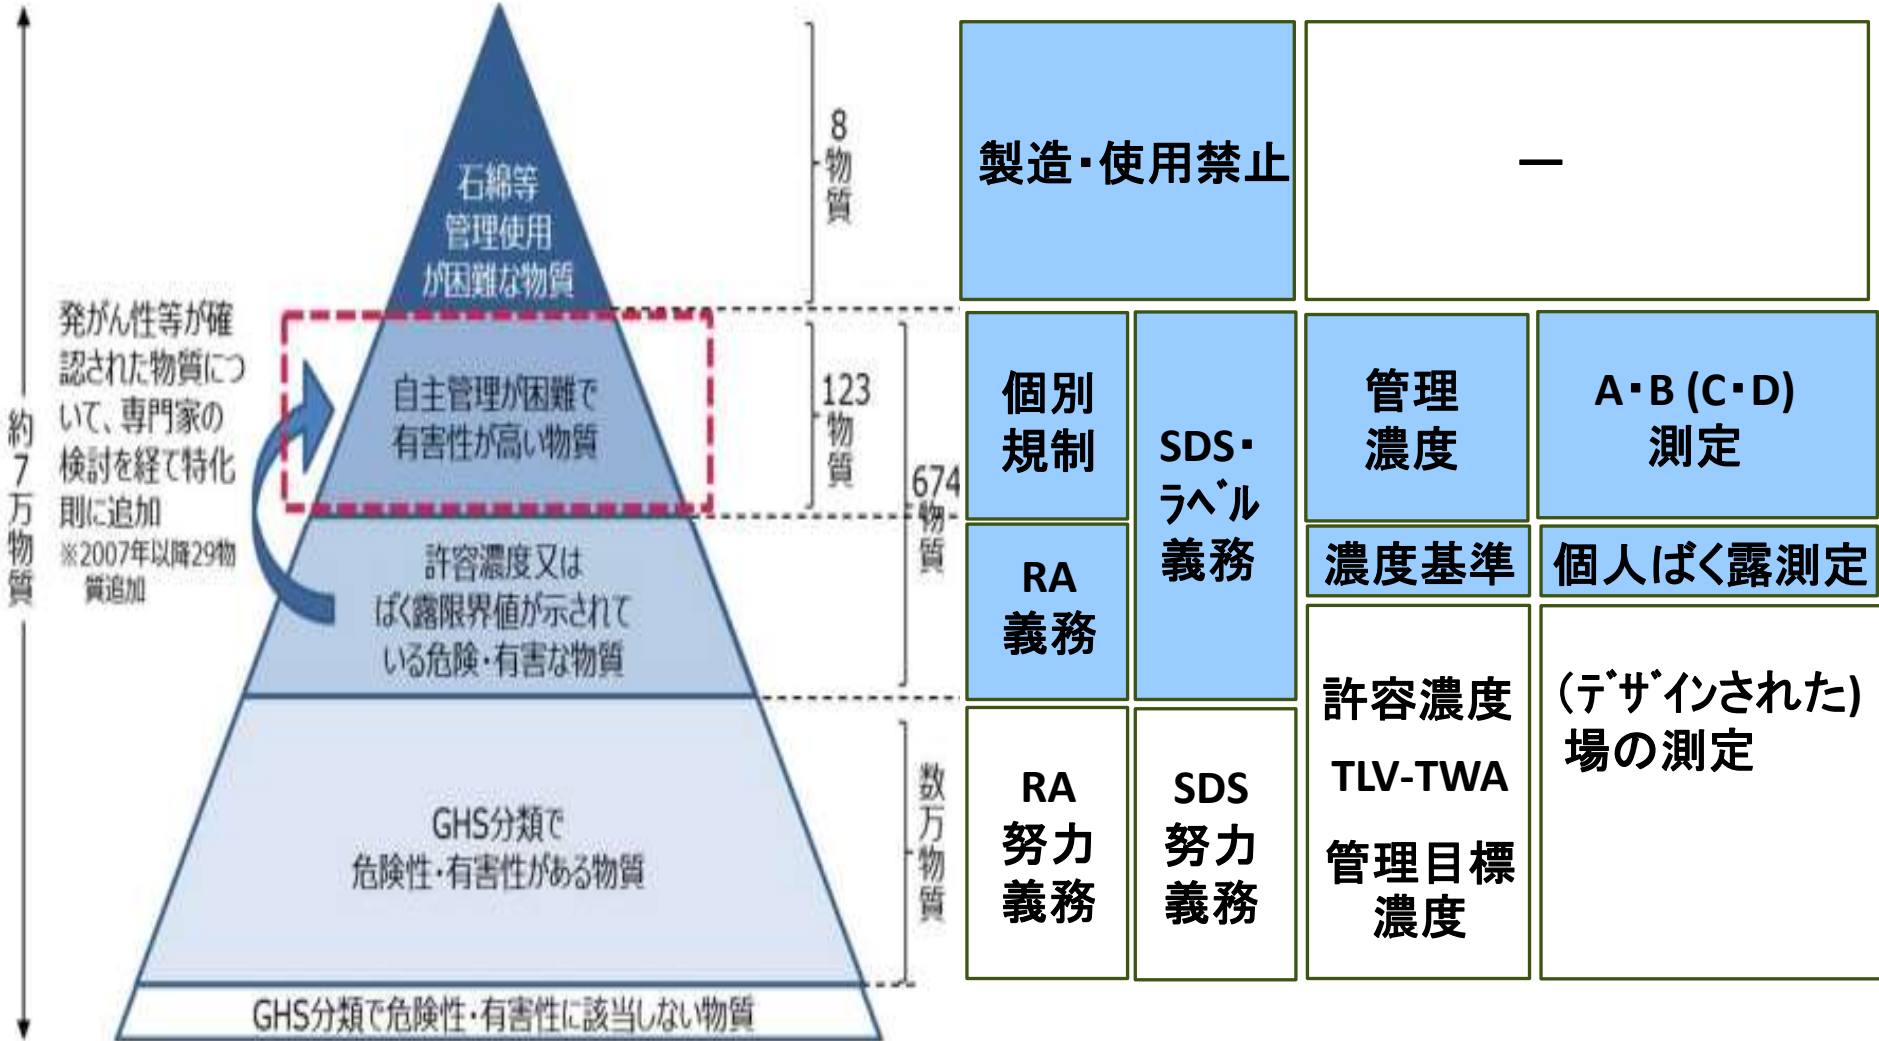 約7万物質
発がん性等が確
認された物質につ
いて、専門家の
検討を経て特化
則に追加
※2007年以降29物
質追加
石綿等
管理使用
が困難な物質
自主管理が困難で
有害性が高い物質
許容濃度又は
ばく露限界値が示されて
いる危険・有害な物質
GHS分類で
危険性・有害性がある物質
GHS分類で危険性・有害性に該当しない物質
8物質
123物質
674物質
数万物質
製造・使用禁止
―
個別
規制
SDS・
ラベル
義務
管理
濃度
A・B (C・D)
測定
RA
義務
濃度基準
個人ばく露測定
許容濃度
TLV-TWA
管理目標
濃度
(デザインされた)
場の測定
RA
努力
義務
SDS
努力
義務